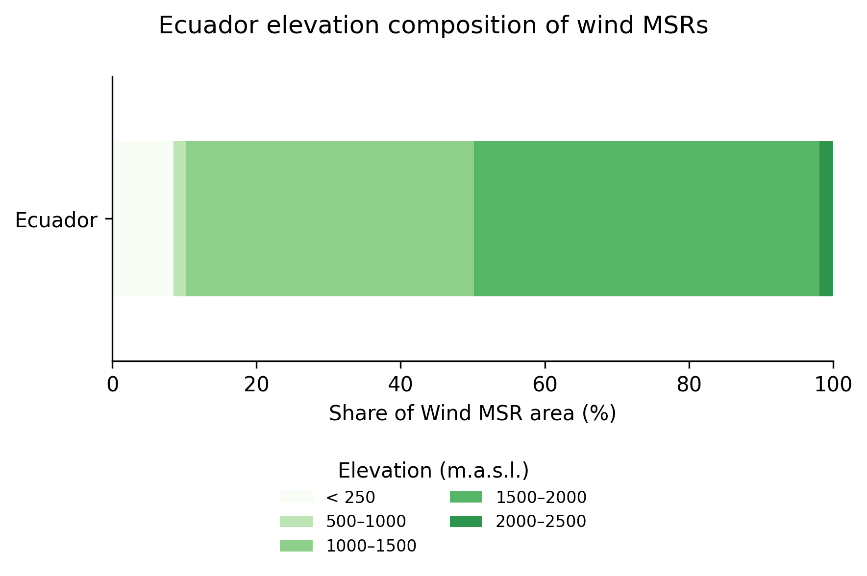 Ecuador elevation composition of wind MSRs
Ecuador
0 20 40 60 80 100
Share of Wind MSR area (%)
Elevation (m.a.s.l.)
< 250
500–1000
1000–1500
1500–2000
2000–2500